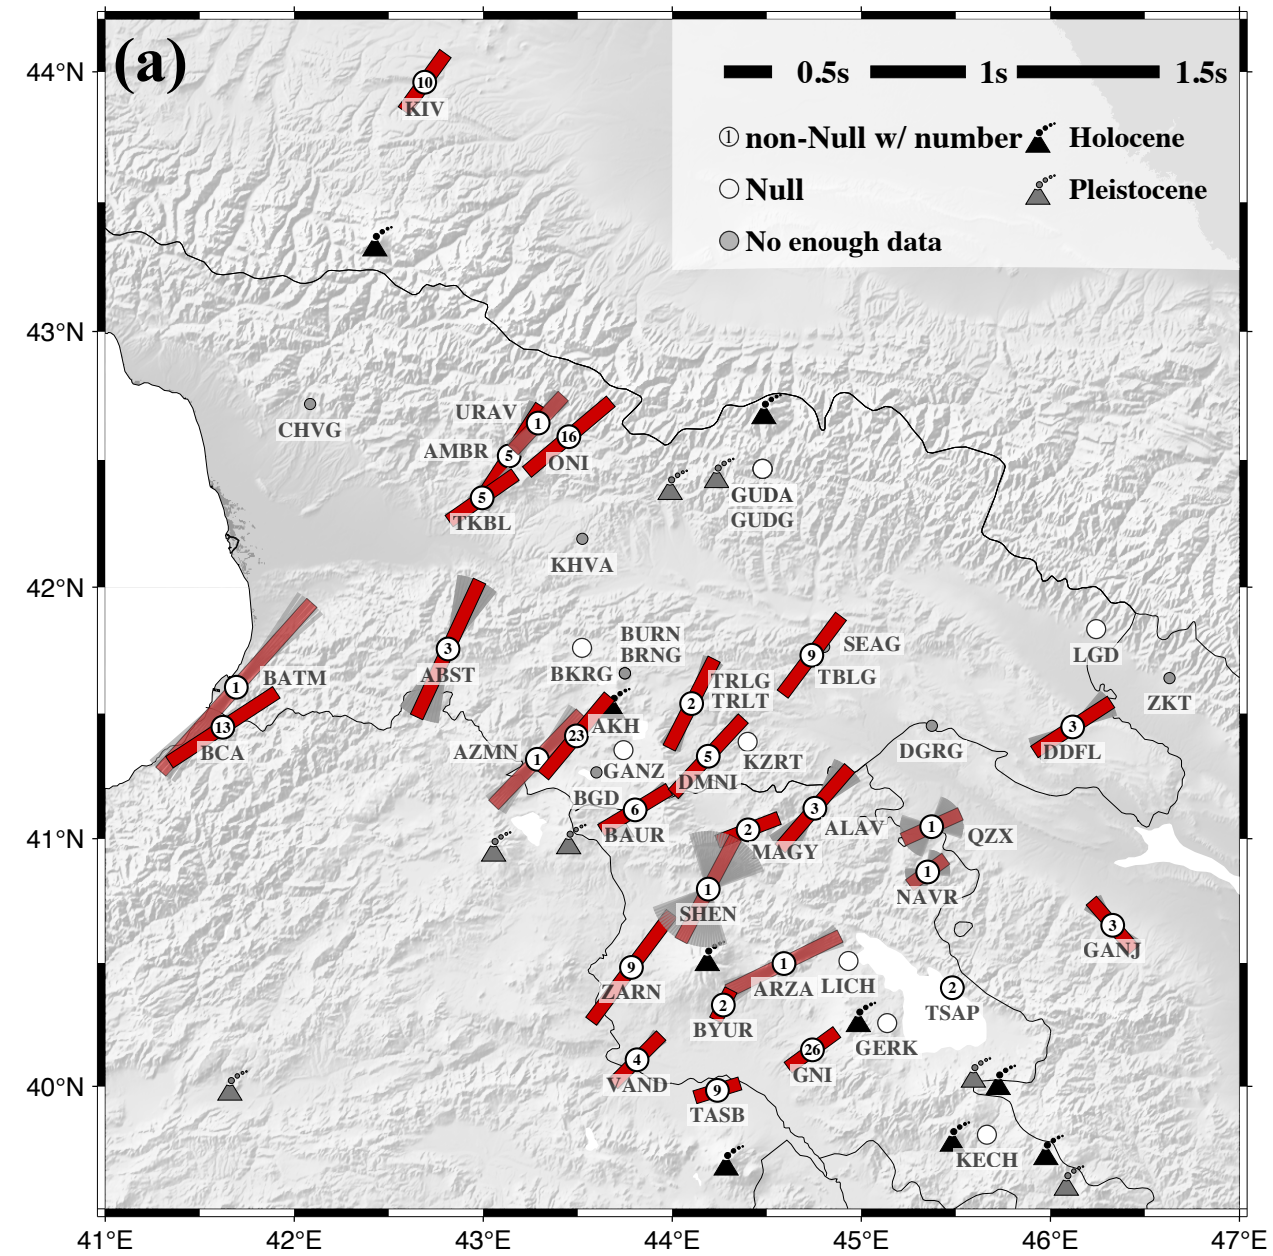 (a)
44°N
43°N
42°N
41°N
40°N
41°E
42°E
43°E
44°E
45°E
46°E
47°E
0.5s
1s
1.5s
1 non-Null w/ number
Holocene
Null
Pleistocene
No enough data
10
KIV
CHVG
URAV
1
AMBR
5
16
ONI
5
TKBL
GUDA
GUDG
KHVA
BURN
BRNG
BKRG
3
ABST
1
BATM
13
BCA
9
SEAG
TBLG
LGD
ZKT
TRLG
2
TRLT
AKH
23
AZMN
1
GANZ
KZRT
5
DMNI
DGRG
3
DDFL
BGD
6
BAUR
2
MAGY
ALAV
3
1
QZX
1
NAVR
1
SHEN
3
GANJ
9
ZARN
1
ARZA
LICH
2
TSAP
2
BYUR
GERK
26
GNI
4
VAND
9
TASB
KECH